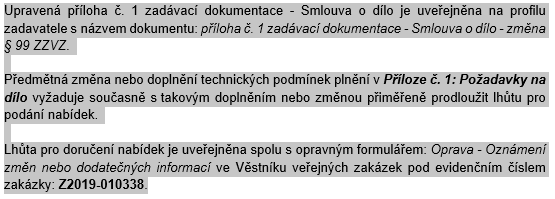 Upravená příloha č. 1 zadávací dokumentace - Smlouva o dílo je uveřejněna na profilu
zadavatele s názvem dokumentu: příloha č. 1 zadávací dokumentace - Smlouva o dílo - změna
§ 99 ZZVZ.
Předmětná změna nebo doplnění technických podmínek plnění v Příloze č. 1: Požadavky na
dílo vyžaduje současně s takovým doplněním nebo změnou přiměřeně prodloužit lhůtu pro
podání nabídek.
Lhůta pro doručení nabídek je uveřejněna spolu s opravným formulářem: Oprava - Oznámení
změn nebo dodatečných informací ve Věstníku veřejných zakázek pod evidenčním číslem
zakázky: Z2019-010338.